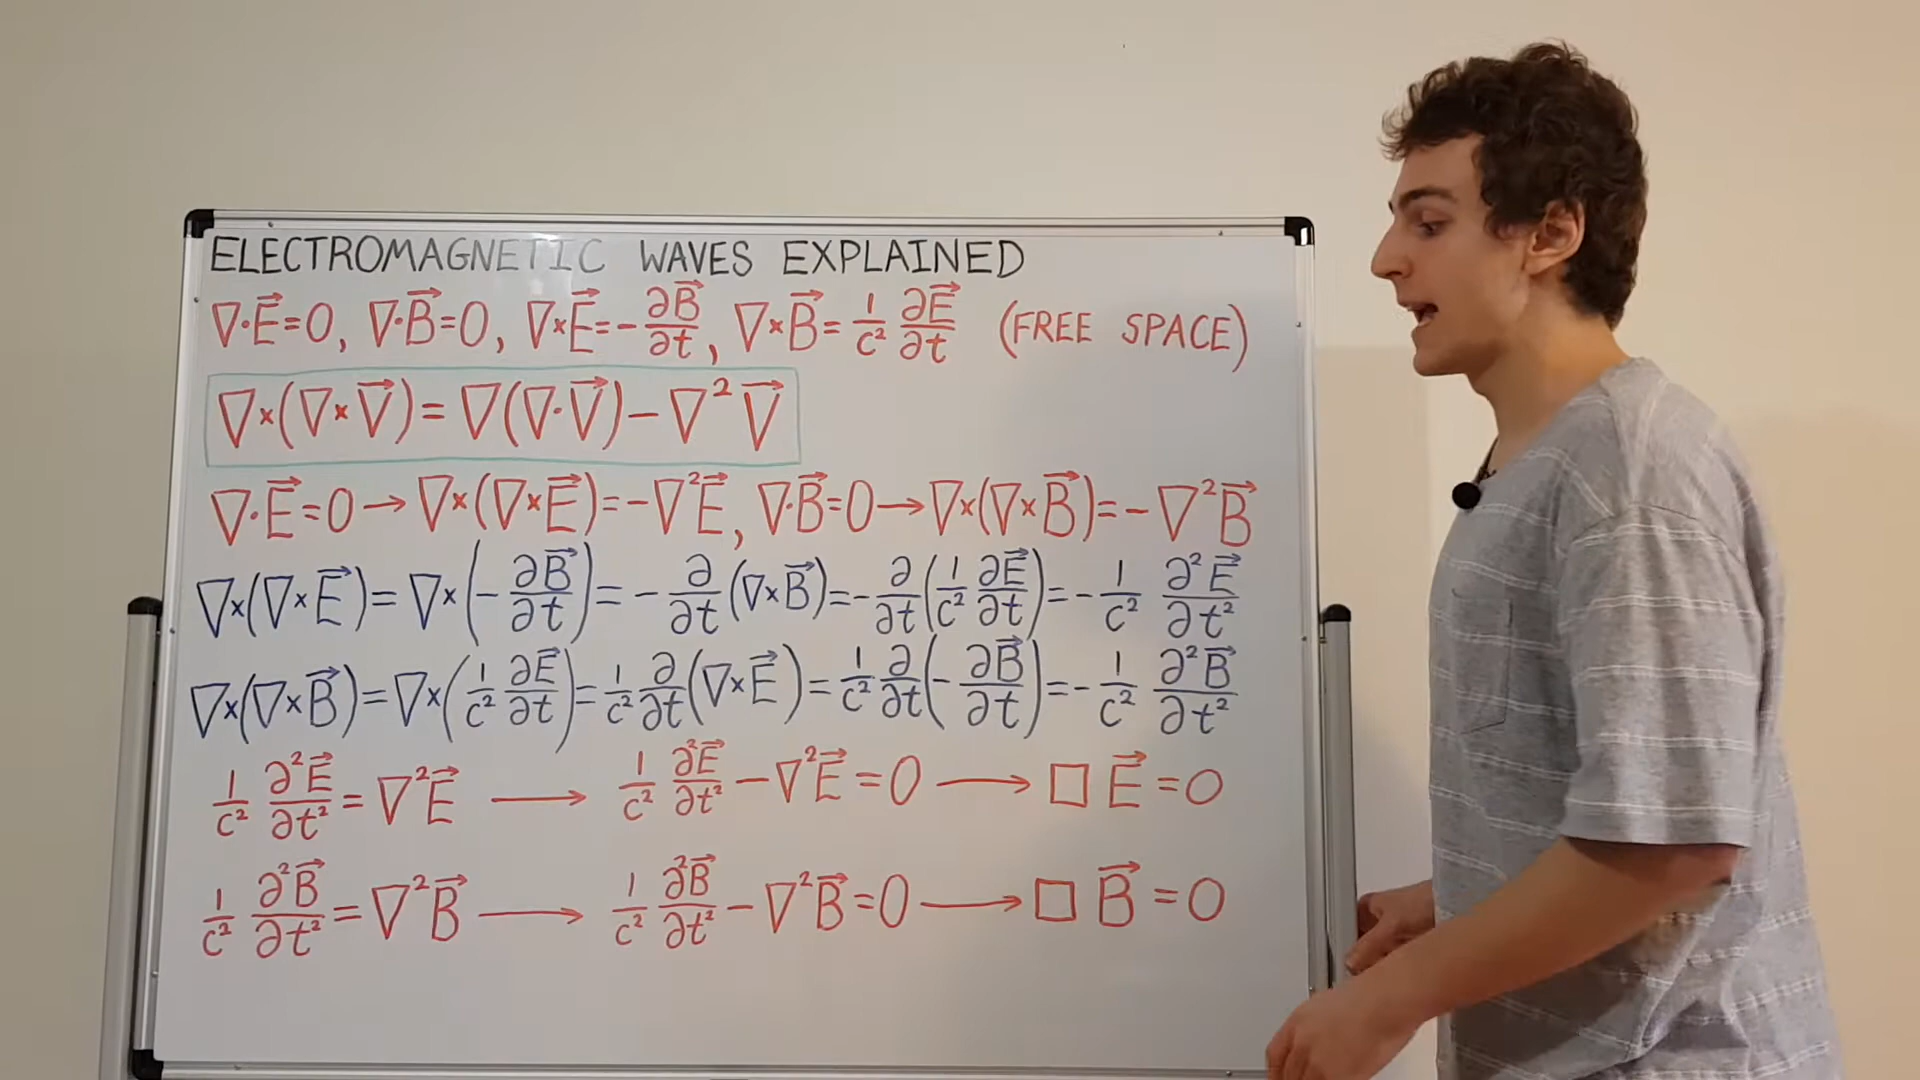 ELECTROMAGNETIC WAVES EXPLAINED
∇·E⃗=0, ∇·B⃗=0, ∇×E⃗=-∂B⃗/∂t, ∇×B⃗=1/c² ∂E⃗/∂t (FREE SPACE)
∇×(∇×V⃗)=∇(∇·V⃗)-∇²V⃗
∇·E⃗=0→∇×(∇×E⃗)=-∇²E⃗, ∇·B⃗=0→∇×(∇×B⃗)=-∇²B⃗
∇×(∇×E⃗)=∇×(-∂B⃗/∂t)=-∂/∂t(∇×B⃗)=-∂/∂t(1/c² ∂E⃗/∂t)=-1/c² ∂²E⃗/∂t²
∇×(∇×B⃗)=∇×(1/c² ∂E⃗/∂t)=1/c² ∂/∂t(∇×E⃗)=1/c² ∂/∂t(-∂B⃗/∂t)=-1/c² ∂²B⃗/∂t²
1/c² ∂²E⃗/∂t²=∇²E⃗ → 1/c² ∂²E⃗/∂t²-∇²E⃗=0 → □E⃗=0
1/c² ∂²B⃗/∂t²=∇²B⃗ → 1/c² ∂²B⃗/∂t²-∇²B⃗=0 → □B⃗=0